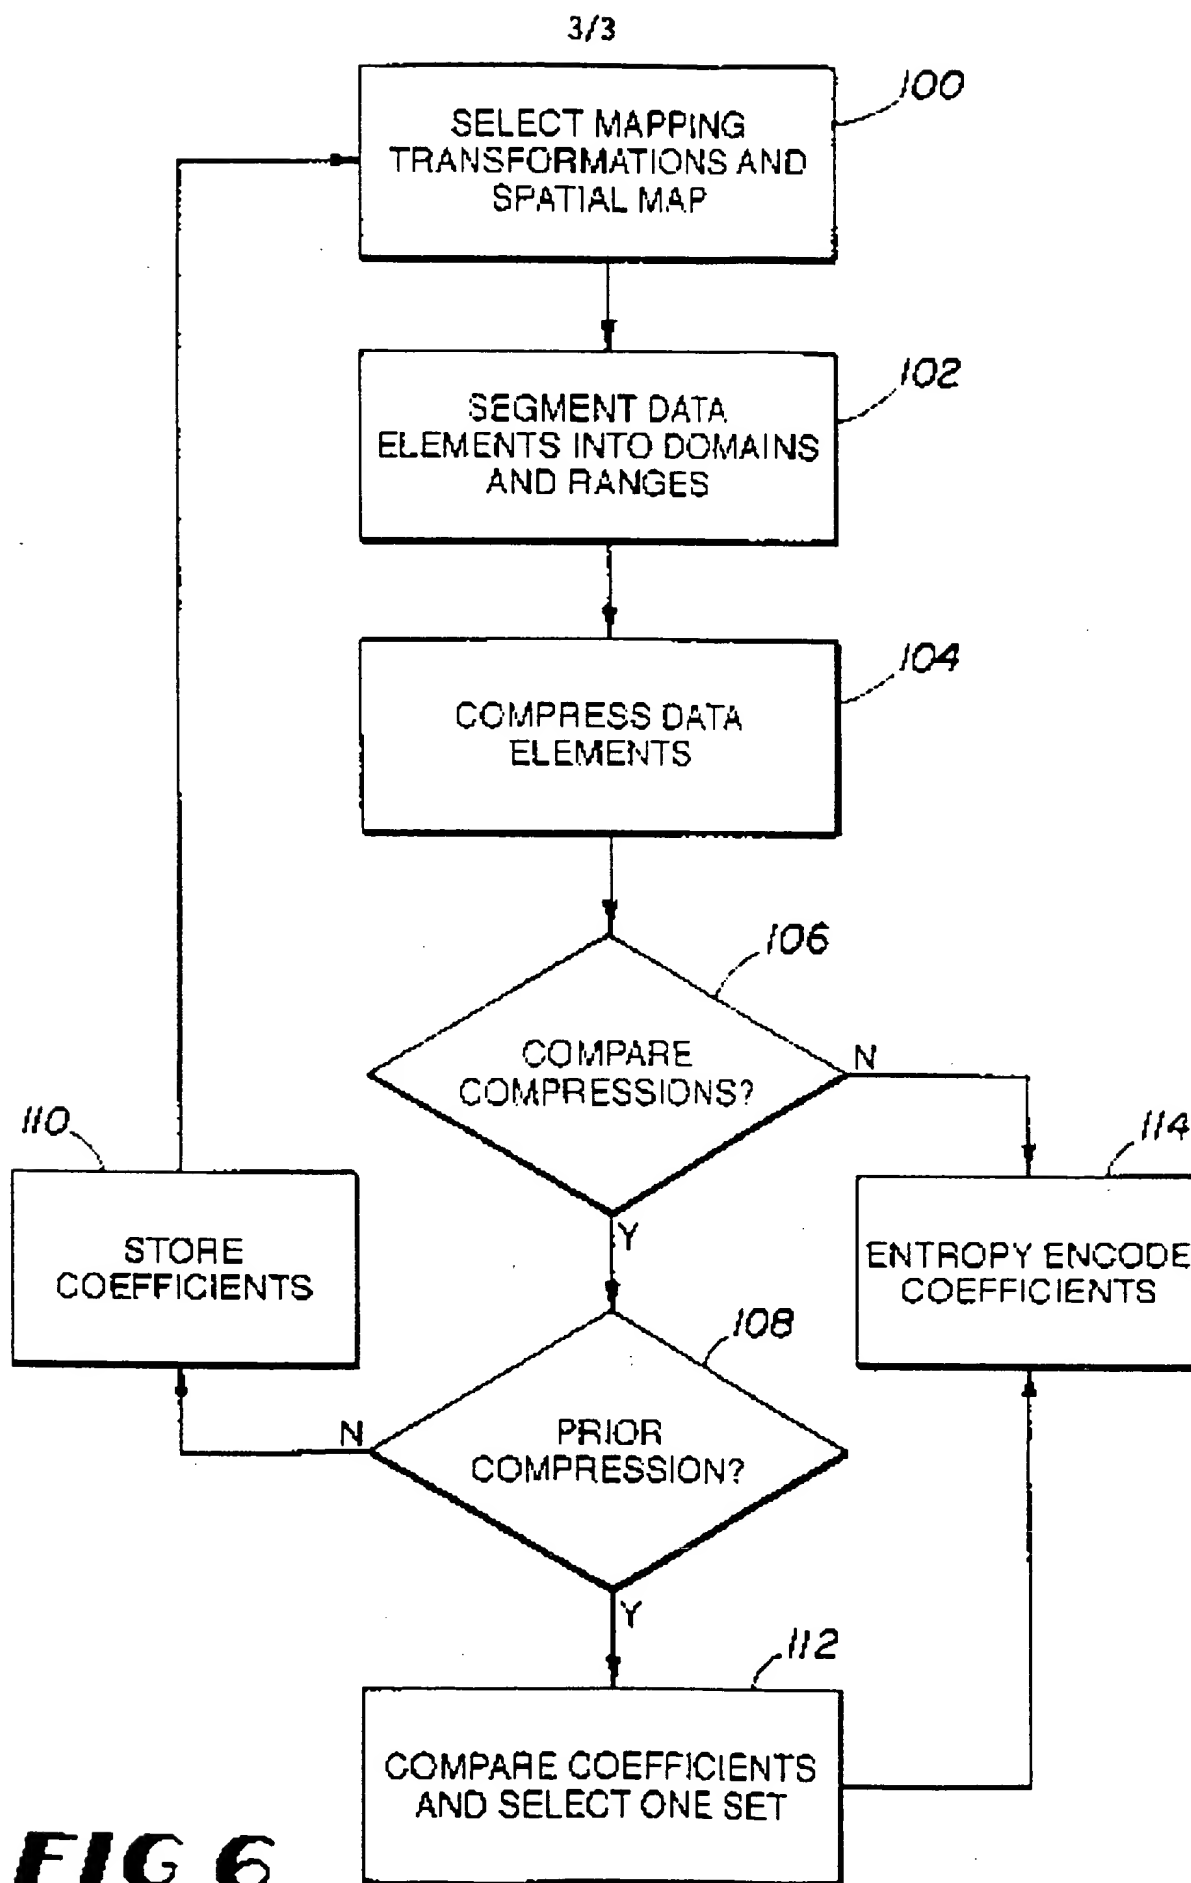 3/3
100
SELECT MAPPING
TRANSFORMATIONS AND
SPATIAL MAP
102
SEGMENT DATA
ELEMENTS INTO DOMAINS
AND RANGES
104
COMPRESS DATA
ELEMENTS
106
COMPARE
COMPRESSIONS?
N
Y
110
STORE
COEFFICIENTS
114
ENTROPY ENCODE
COEFFICIENTS
108
PRIOR
COMPRESSION?
N
Y
112
COMPARE COEFFICIENTS
AND SELECT ONE SET
FIG 6